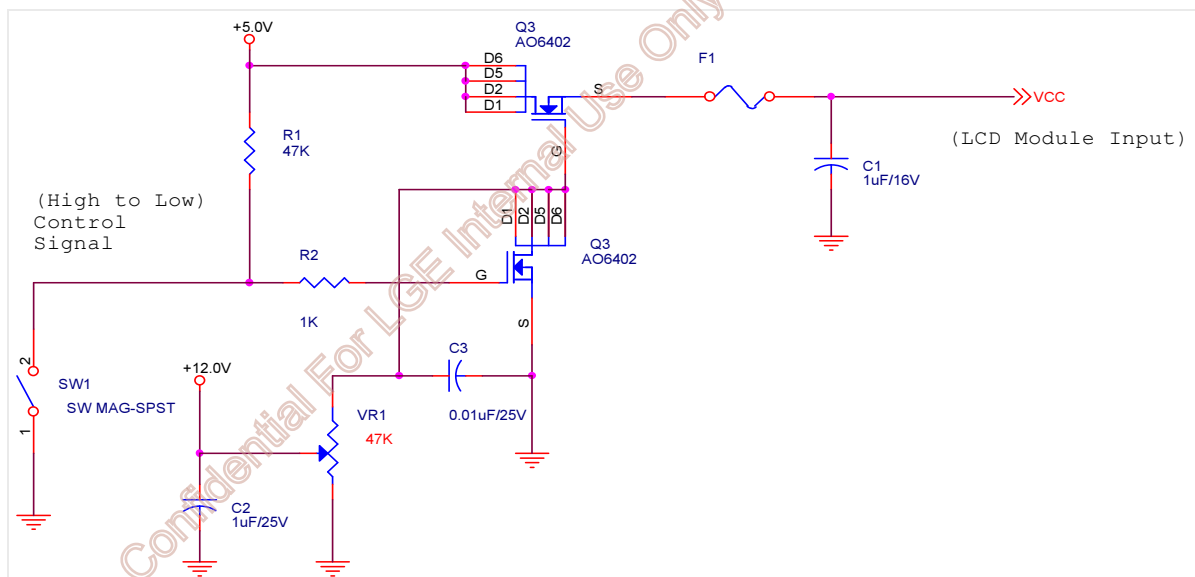 +5.0V
Q3
AO6402
D6
D5
D2
D1
S
G
F1
VCC
(LCD Module Input)
R1
47K
C1
1uF/16V
(High to Low)
Control
Signal
D1
D2
D5
D6
Q3
AO6402
R2
1K
G
S
+12.0V
C3
0.01uF/25V
2
SW1
SW MAG-SPST
1
VR1
47K
C2
1uF/25V
Confidential For LGE Internal Use Only